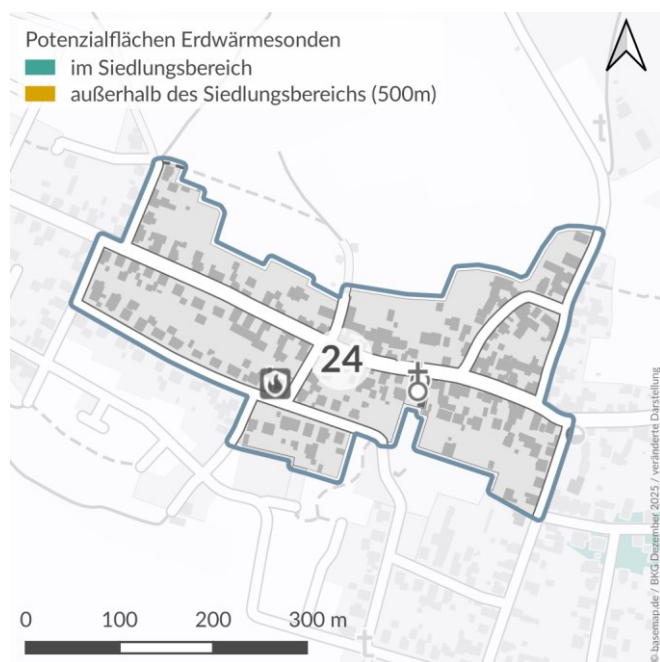 Potenzialflächen Erdwärmesonden
im Siedlungsbereich
außerhalb des Siedlungsbereichs (500m)
24
0 100 200 300 m
© basemap.de / BKG Dezember 2025 / veränderte Darstellung